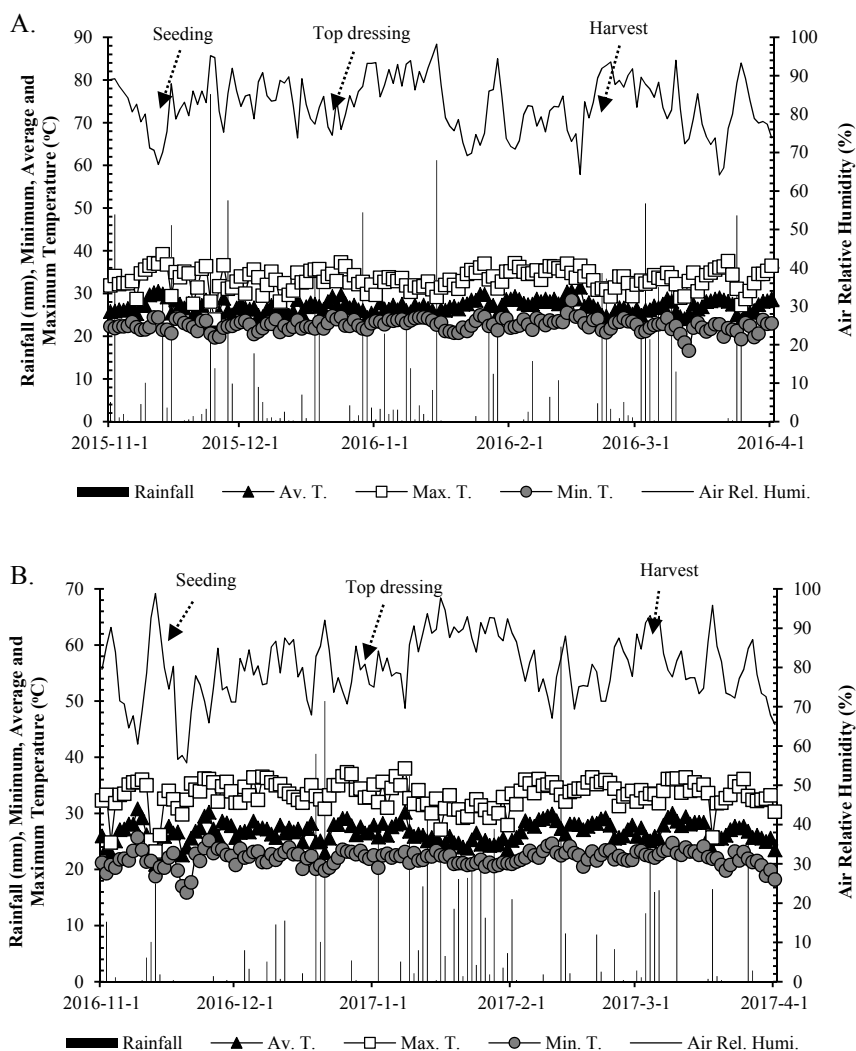 A.
Seeding
Top dressing
Harvest
Rainfall (mm), Minimum, Average and
Maximum Temperature (ºC)
90
80
70
60
50
40
30
20
10
0
100
90
80
70
60
50
40
30
20
10
0
Air Relative Humidity (%)
2015-11-1 2015-12-1 2016-1-1 2016-2-1 2016-3-1 2016-4-1
Rainfall Av. T. Max. T. Min. T. Air Rel. Humi.
B.
Seeding
Top dressing
Harvest
Rainfall (mm), Minimum, Average and
Maximum Temperature (ºC)
70
60
50
40
30
20
10
0
100
90
80
70
60
50
40
30
20
10
0
Air Relative Humidity (%)
2016-11-1 2016-12-1 2017-1-1 2017-2-1 2017-3-1 2017-4-1
Rainfall Av. T. Max. T. Min. T. Air Rel. Humi.